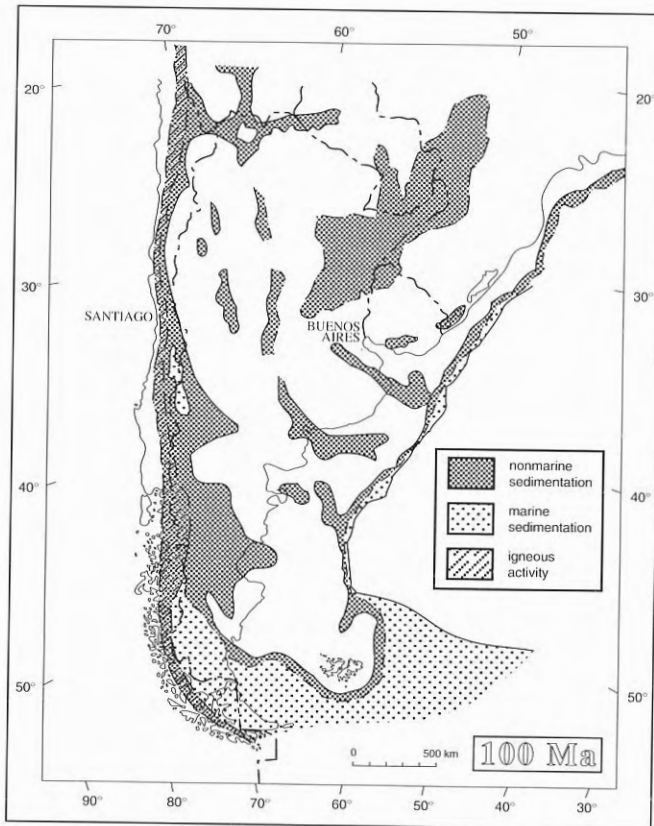 70° 60° 50°
20° 20°
30° 30°
SANTIAGO
BUENOS
AIRES
nonmarine
sedimentation
40° 40°
marine
sedimentation
igneous
activity
50° 50°
0 500 km
100 Ma
90° 80° 70° 60° 50° 40° 30°